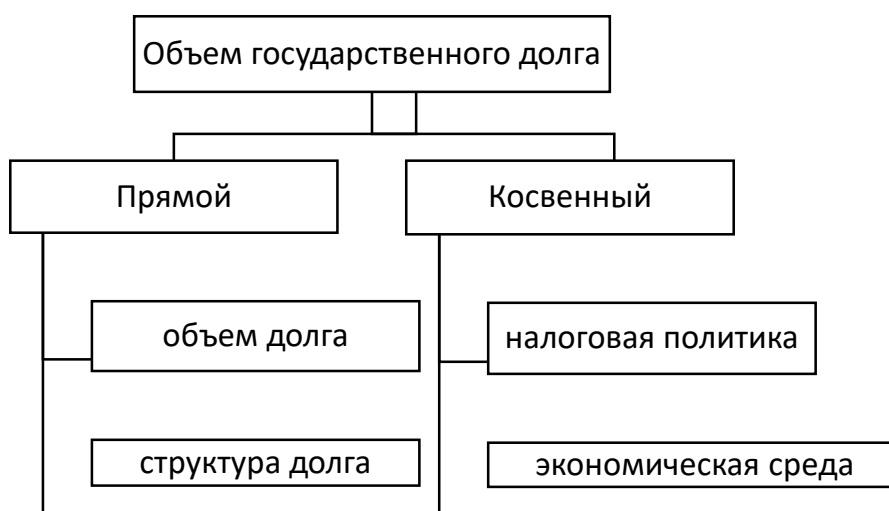 Объем государственного долга
Прямой
Косвенный
объем долга
налоговая политика
структура долга
экономическая среда